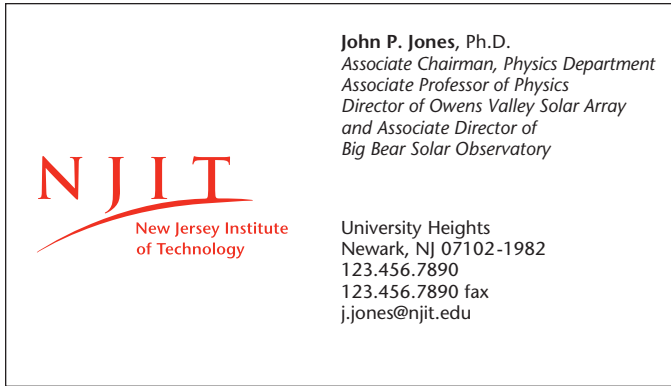 NJIT
New Jersey Institute
of Technology
John P. Jones, Ph.D.
Associate Chairman, Physics Department
Associate Professor of Physics
Director of Owens Valley Solar Array
and Associate Director of
Big Bear Solar Observatory
University Heights
Newark, NJ 07102-1982
123.456.7890
123.456.7890 fax
j.jones@njit.edu